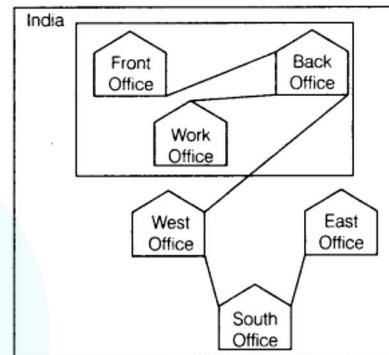 India
Front
Office
Back
Office
Work
Office
West
Office
East
Office
South
Office